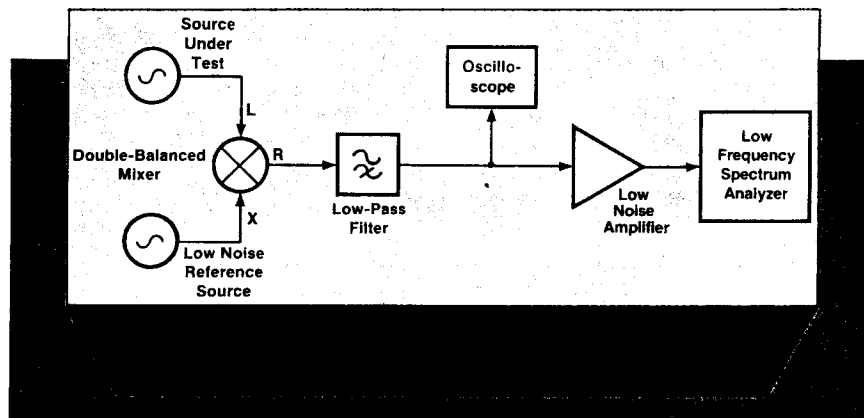 Source
Under
Test
L
Double-Balanced
Mixer
R
X
Low Noise
Reference
Source
Low-Pass
Filter
Oscillo-
scope
Low
Noise
Amplifier
Low
Frequency
Spectrum
Analyzer